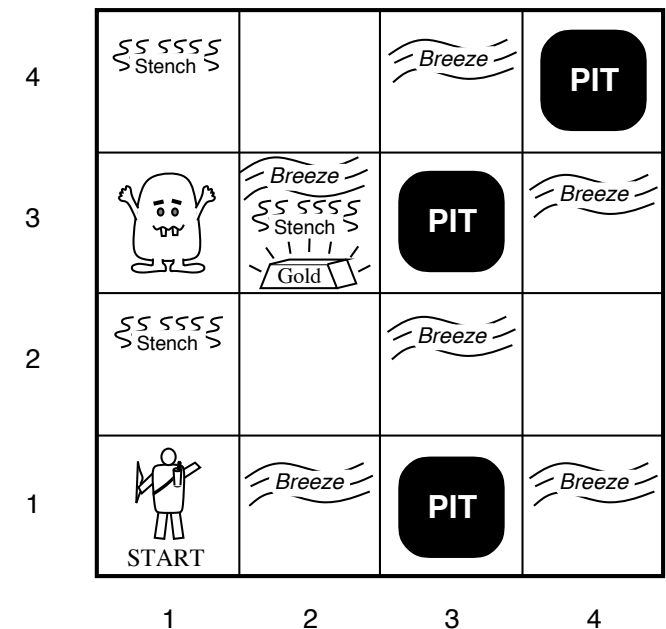 4 Stench Breeze PIT
3 Breeze Stench Gold PIT Breeze
2 Stench Breeze
1 START Breeze PIT Breeze
1 2 3 4